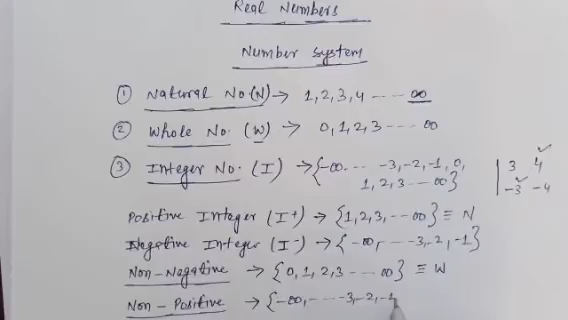 Real Numbers
Number system
① Natural No.(N) → 1, 2, 3, 4 ---- ∞
② Whole No. (W) → 0, 1, 2, 3 ---- ∞
③ Integer No. (I) → {-∞ --- -3, -2, -1, 0,
1, 2, 3 --- ∞}
3 4 ✓
-3 ✓ -4
Positive Integer (I+) → {1, 2, 3, --- ∞} ≡ N
Negative Integer (I-) → {-∞, --- -3, -2, -1}
Non-Negative → {0, 1, 2, 3 ---- ∞} ≡ W
Non-Positive → {-∞, ---- -3, -2, -1